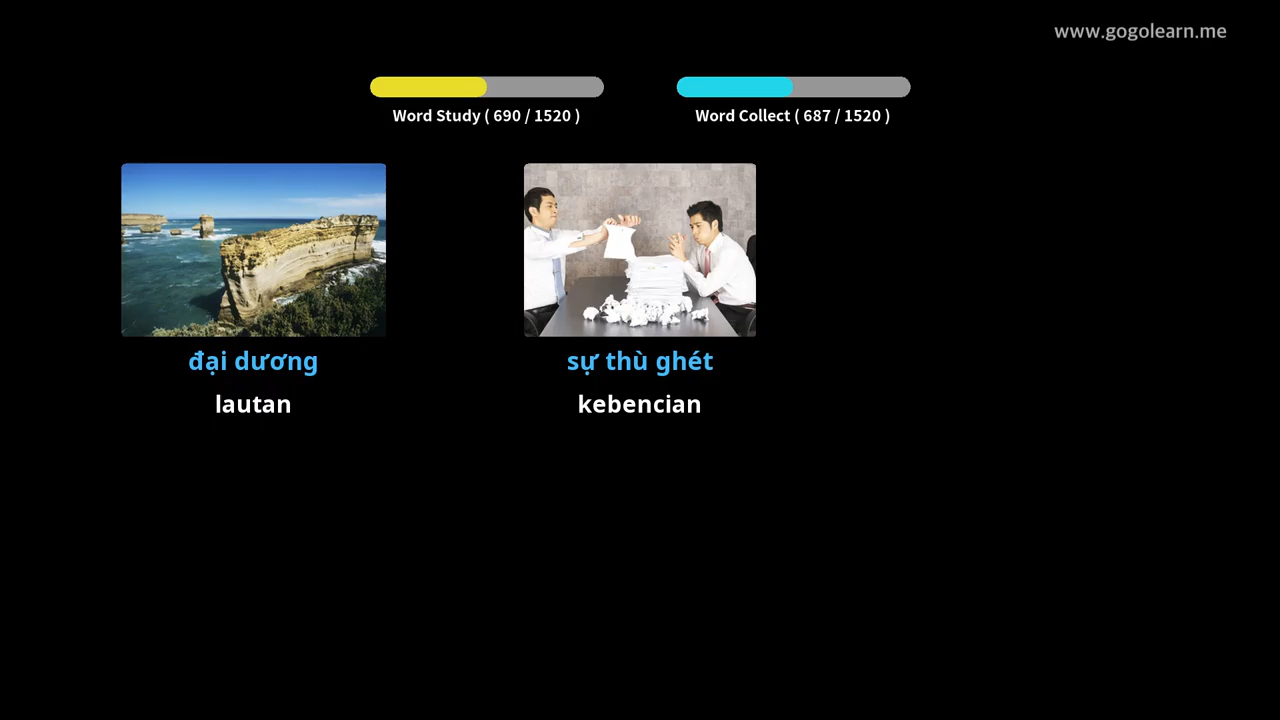 www.gogolearn.me
Word Study ( 690 / 1520 )
Word Collect ( 687 / 1520 )
đại dương
lautan
sự thù ghét
kebencian